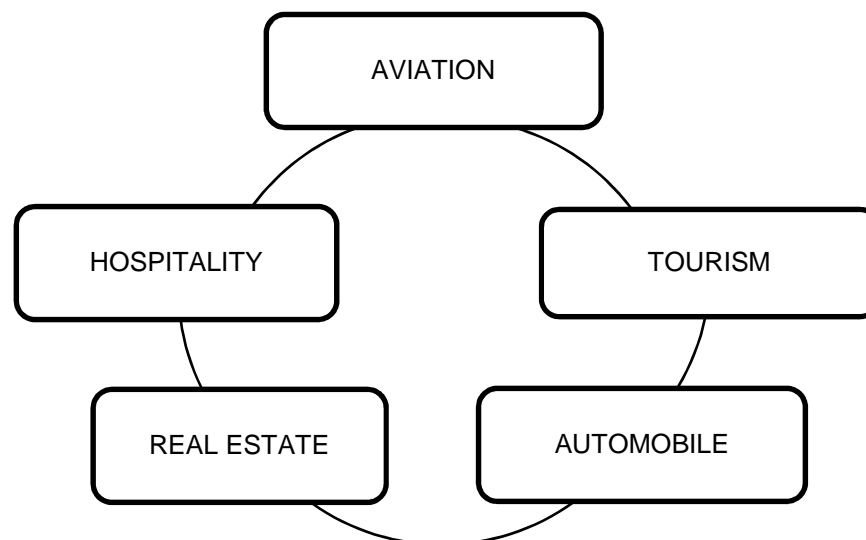 AVIATION
HOSPITALITY
TOURISM
REAL ESTATE
AUTOMOBILE